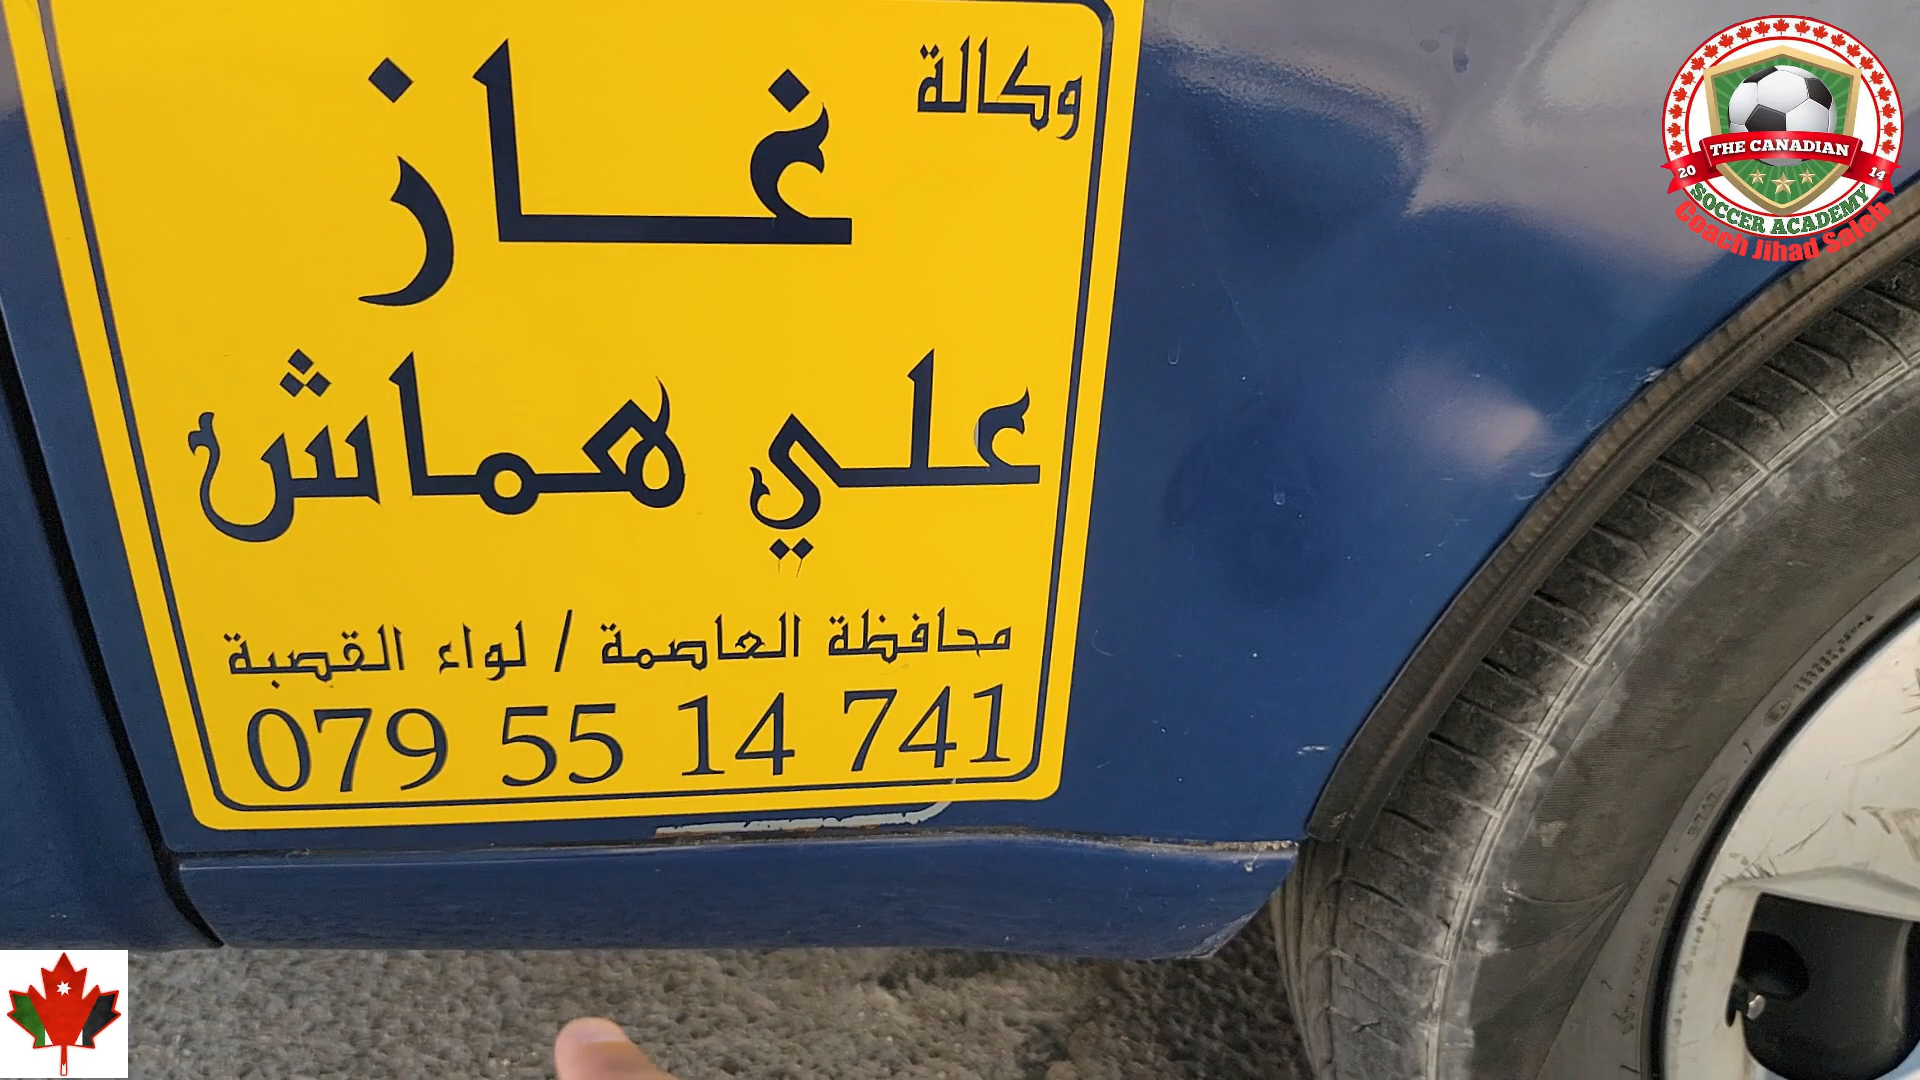 وكالة
غاز
علي هماش
محافظة العاصمة / لواء القصبة
079 55 14 741
THE CANADIAN
20 14
SOCCER ACADEMY
Coach Jihad Saleh